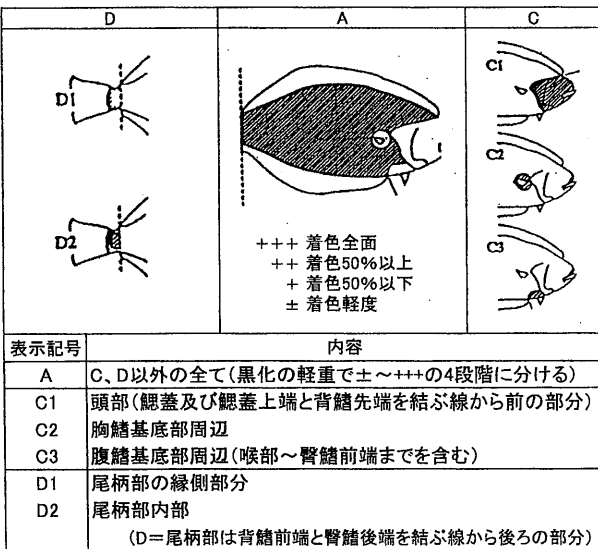 D A C
D1
D2
C1
C2
C3
+++ 着色全面
++ 着色50%以上
+ 着色50%以下
± 着色軽度
表示記号 内容
A C、D以外の全て(黒化の軽重で±~+++の4段階に分ける)
C1 頭部(鰓蓋及び鰓蓋上端と背鰭先端を結ぶ線から前の部分)
C2 胸鰭基底部周辺
C3 腹鰭基底部周辺(喉部~臀鰭前端までを含む)
D1 尾柄部の縁側部分
D2 尾柄部内部
(D=尾柄部は背鰭前端と臀鰭後端を結ぶ線から後ろの部分)